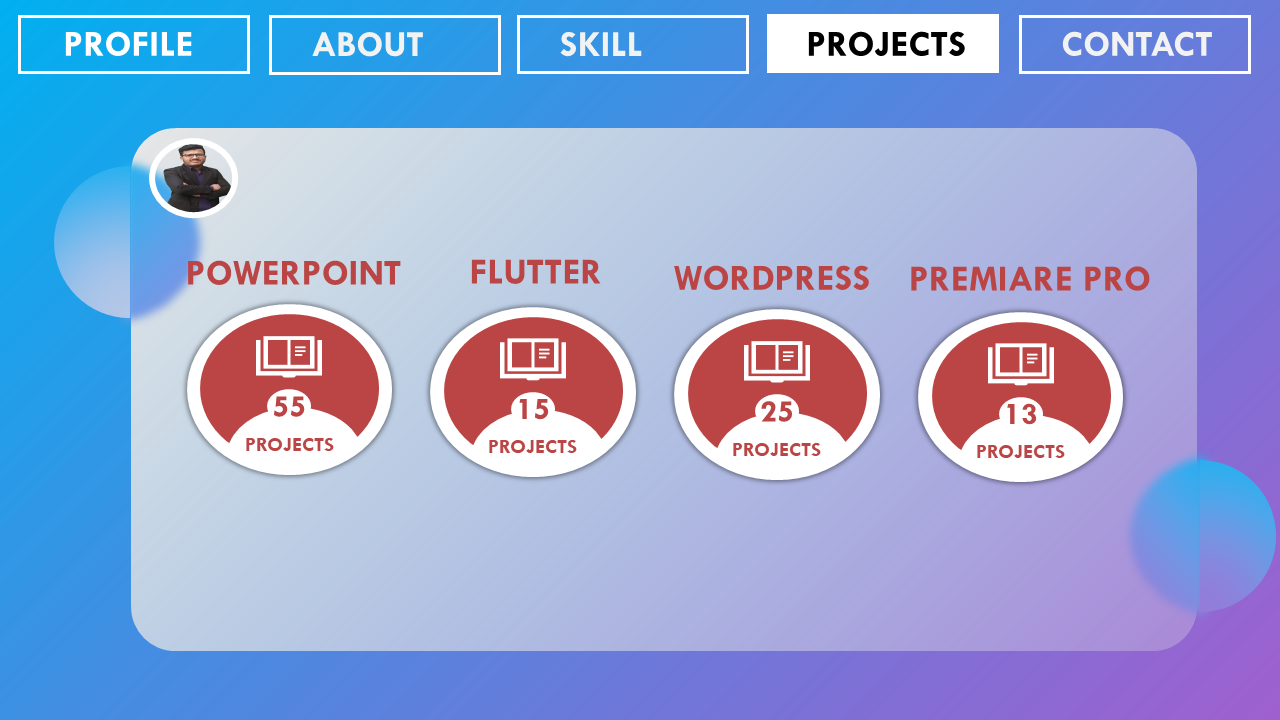 PROFILE
ABOUT
SKILL
PROJECTS
CONTACT
POWERPOINT
FLUTTER
WORDPRESS
PREMIARE PRO
55
PROJECTS
15
PROJECTS
25
PROJECTS
13
PROJECTS